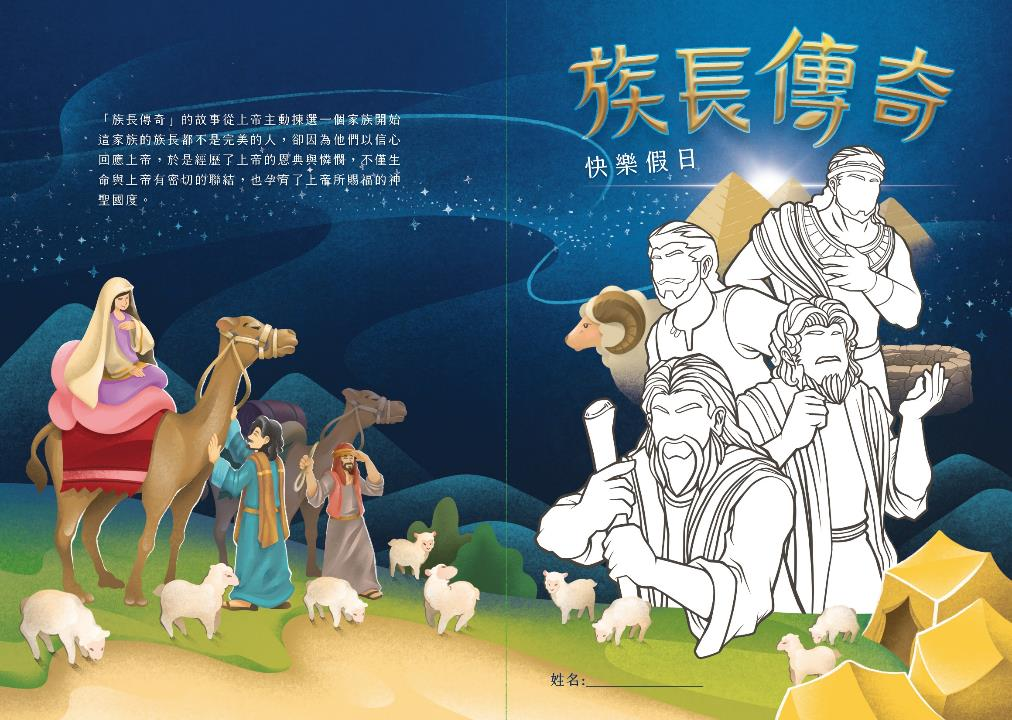 「族長傳奇」的故事從上帝主動揀選一個家族開始
這家族的族長都不是完美的人，卻因為他們以信心
回應上帝，於是經歷了上帝的恩典與憐憫，不僅生
命與上帝有密切的聯結，也孕育了上帝所賜福的神
聖國度。
族長傳奇
快樂假日
姓名: